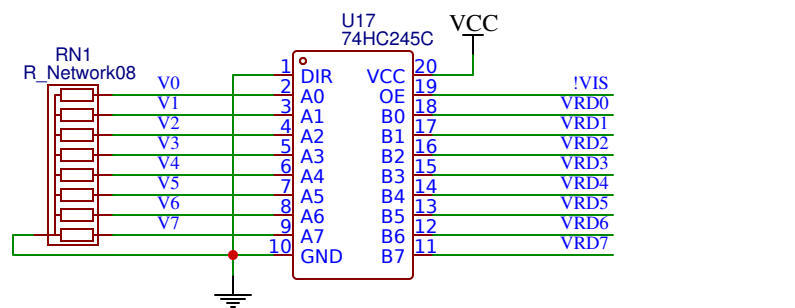 U17
74HC245C
VCC
RN1
R_Network08
1 DIR VCC 20
V0 2 A0 OE 19 !VIS
V1 3 A1 B0 18 VRD0
V2 4 A2 B1 17 VRD1
V3 5 A3 B2 16 VRD2
V4 6 A4 B3 15 VRD3
V5 7 A5 B4 14 VRD4
V6 8 A6 B5 13 VRD5
V7 9 A7 B6 12 VRD6
10 GND B7 11 VRD7